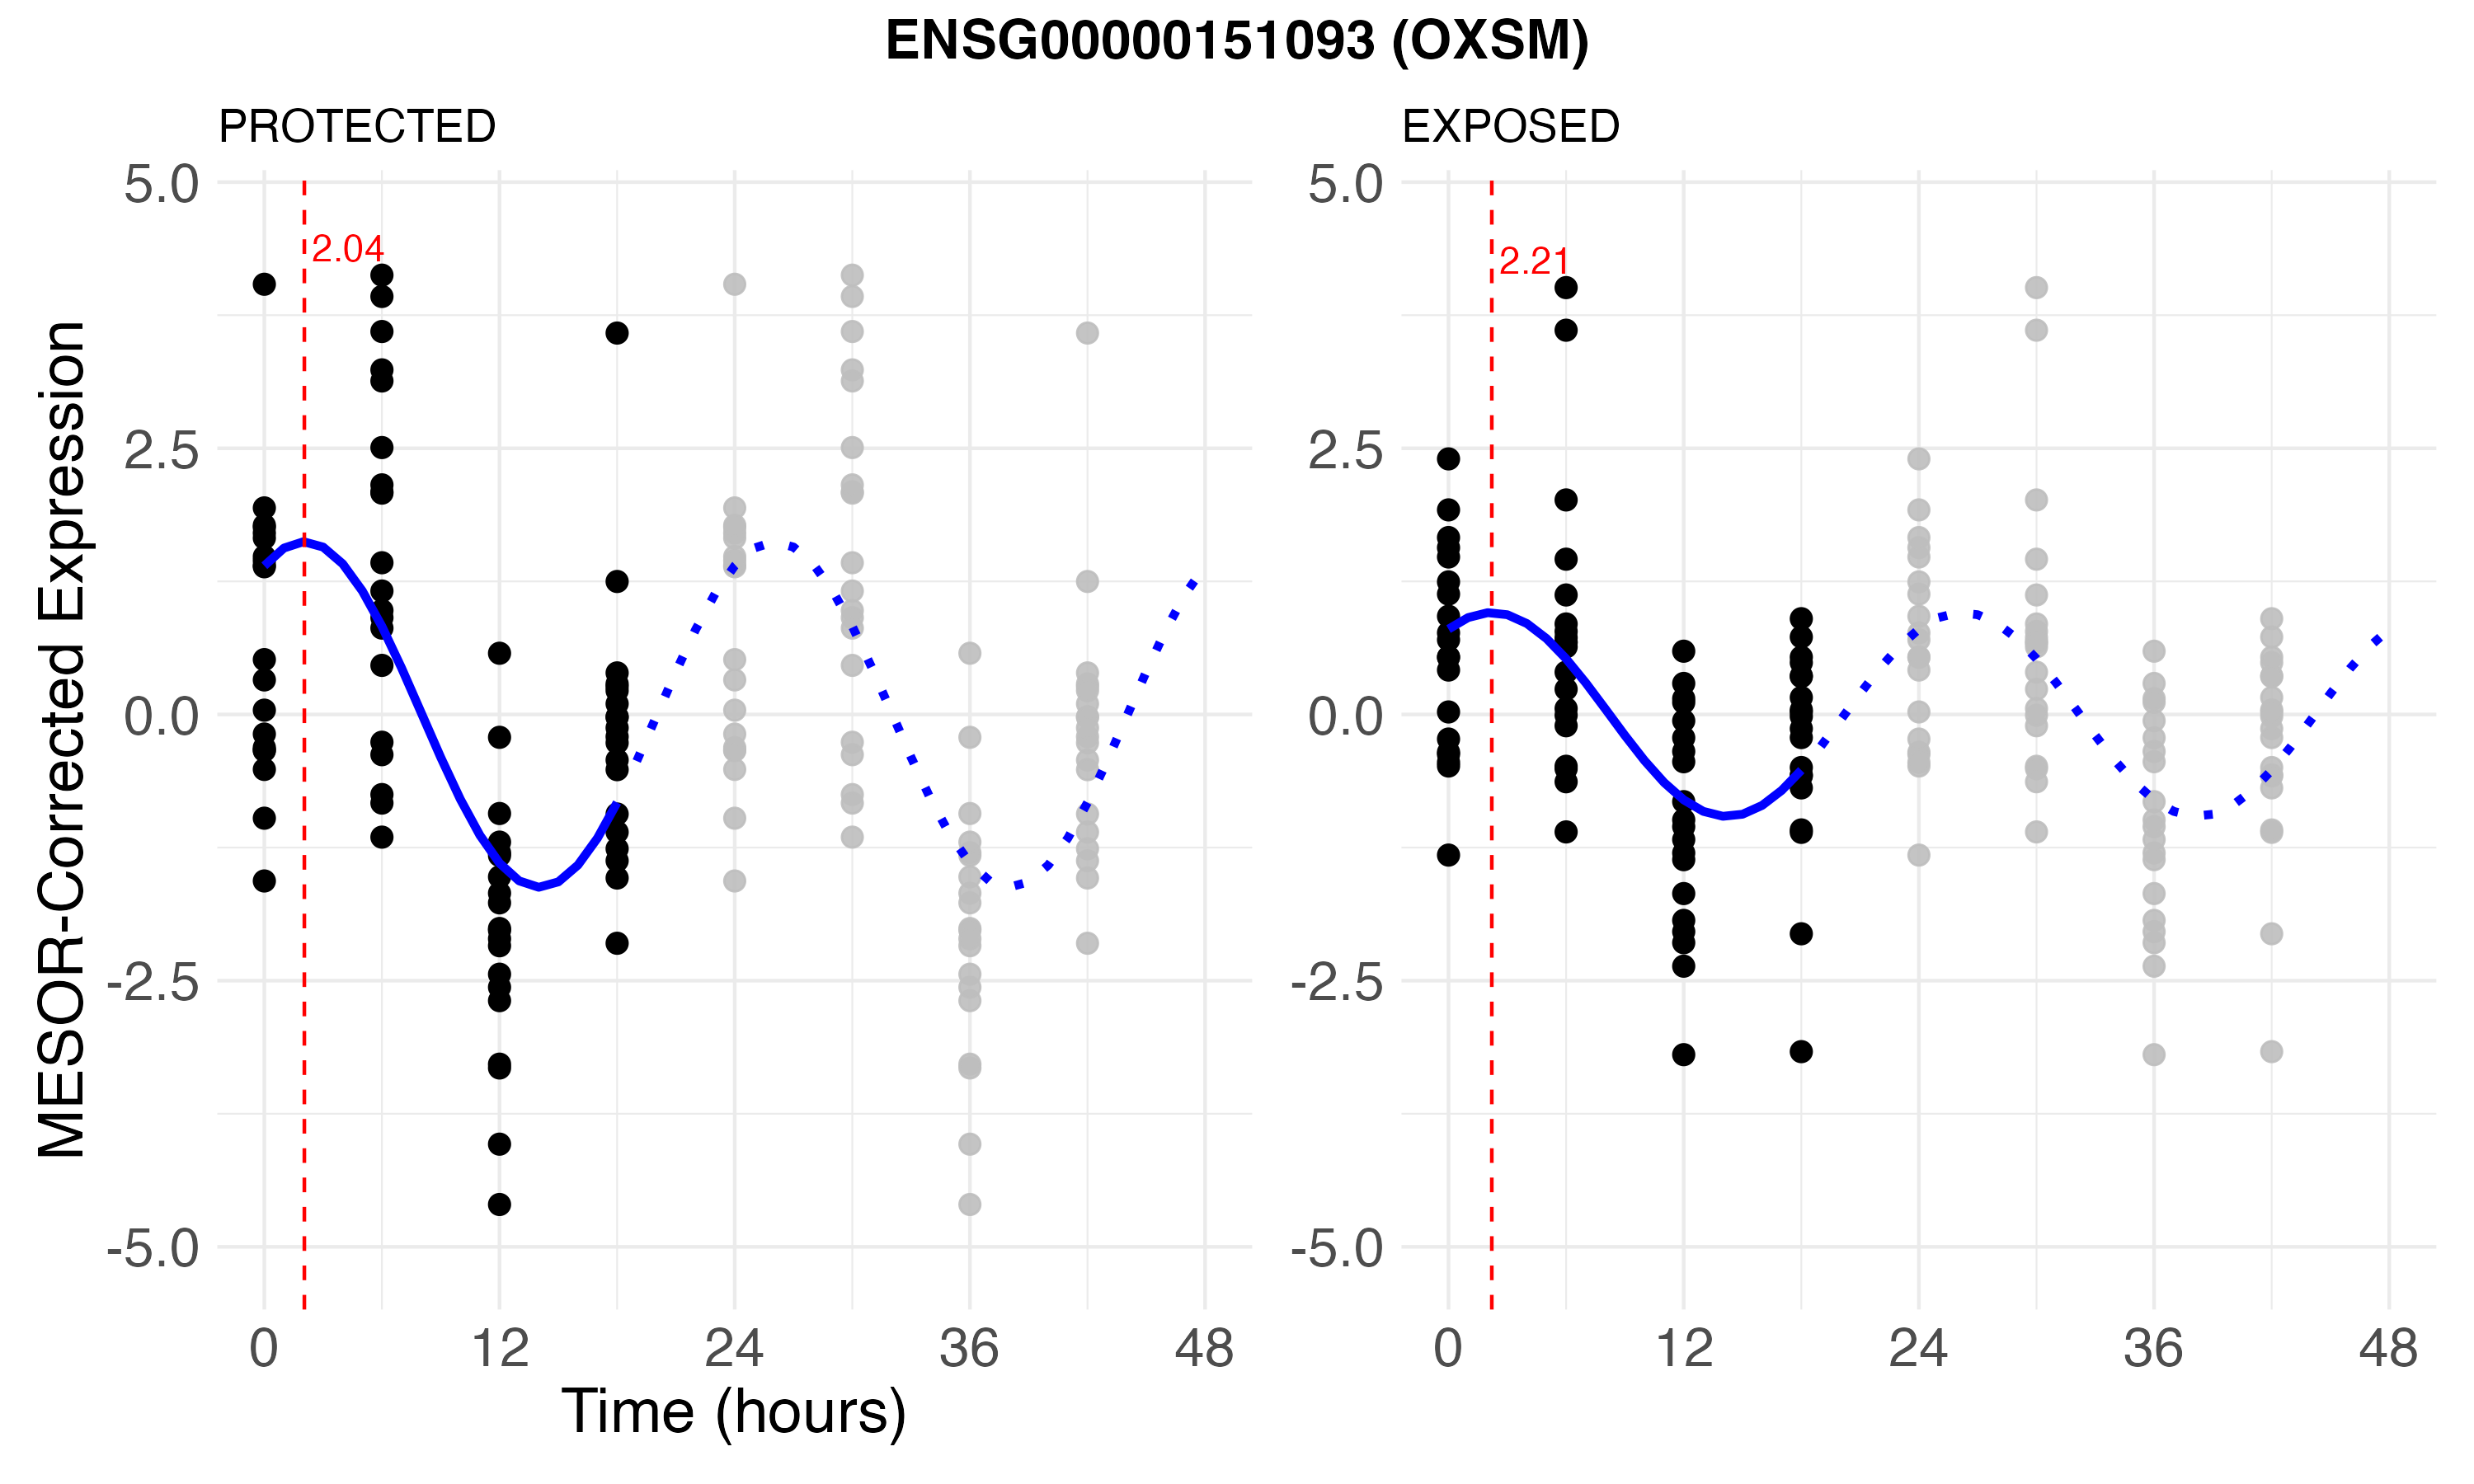 ENSG00000151093 (OXSM)
PROTECTED
EXPOSED
MESOR-Corrected Expression
5.0
2.5
0.0
-2.5
-5.0
2.04
0 12 24 36 48
Time (hours)
5.0
2.5
0.0
-2.5
-5.0
2.21
0 12 24 36 48